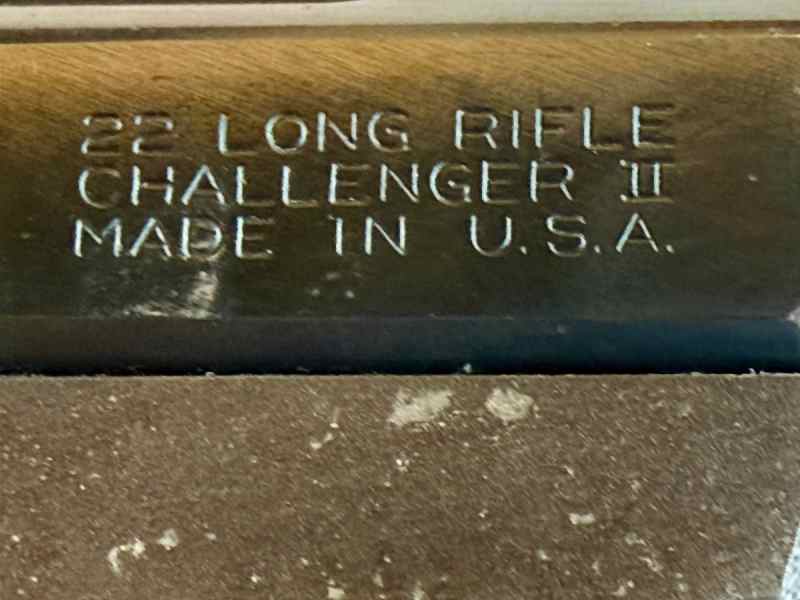 22 LONG RIFLE
CHALLENGER II
MADE IN U.S.A.